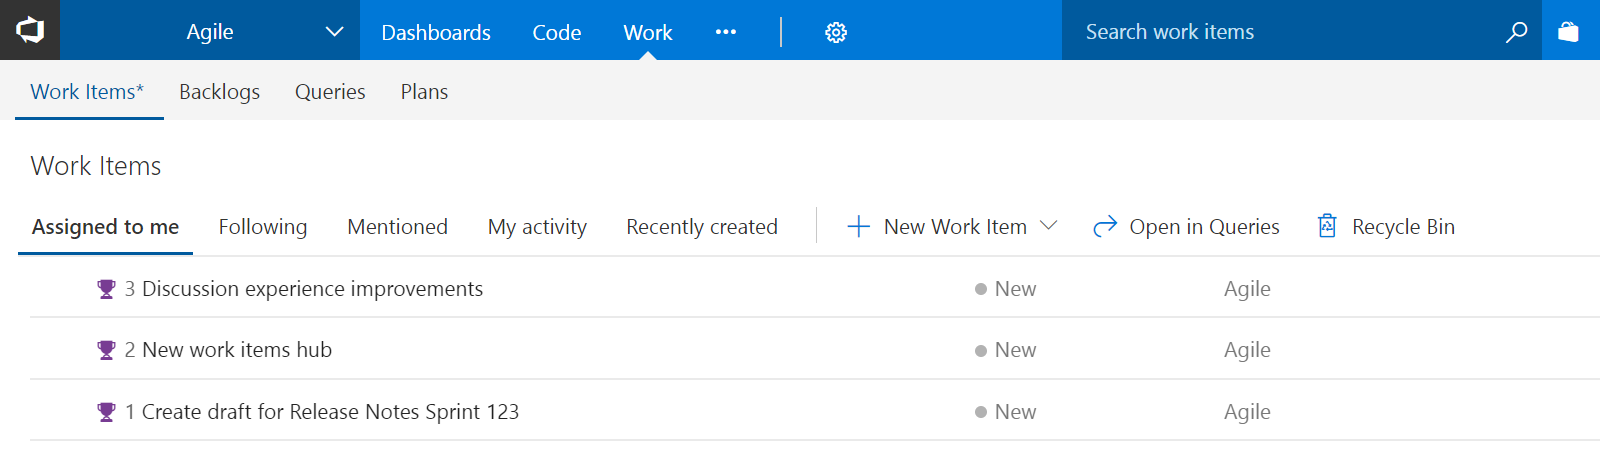 Agile Dashboards Code Work ••• Search work items
Work Items* Backlogs Queries Plans
Work Items
Assigned to me Following Mentioned My activity Recently created New Work Item Open in Queries Recycle Bin
3 Discussion experience improvements New Agile
2 New work items hub New Agile
1 Create draft for Release Notes Sprint 123 New Agile